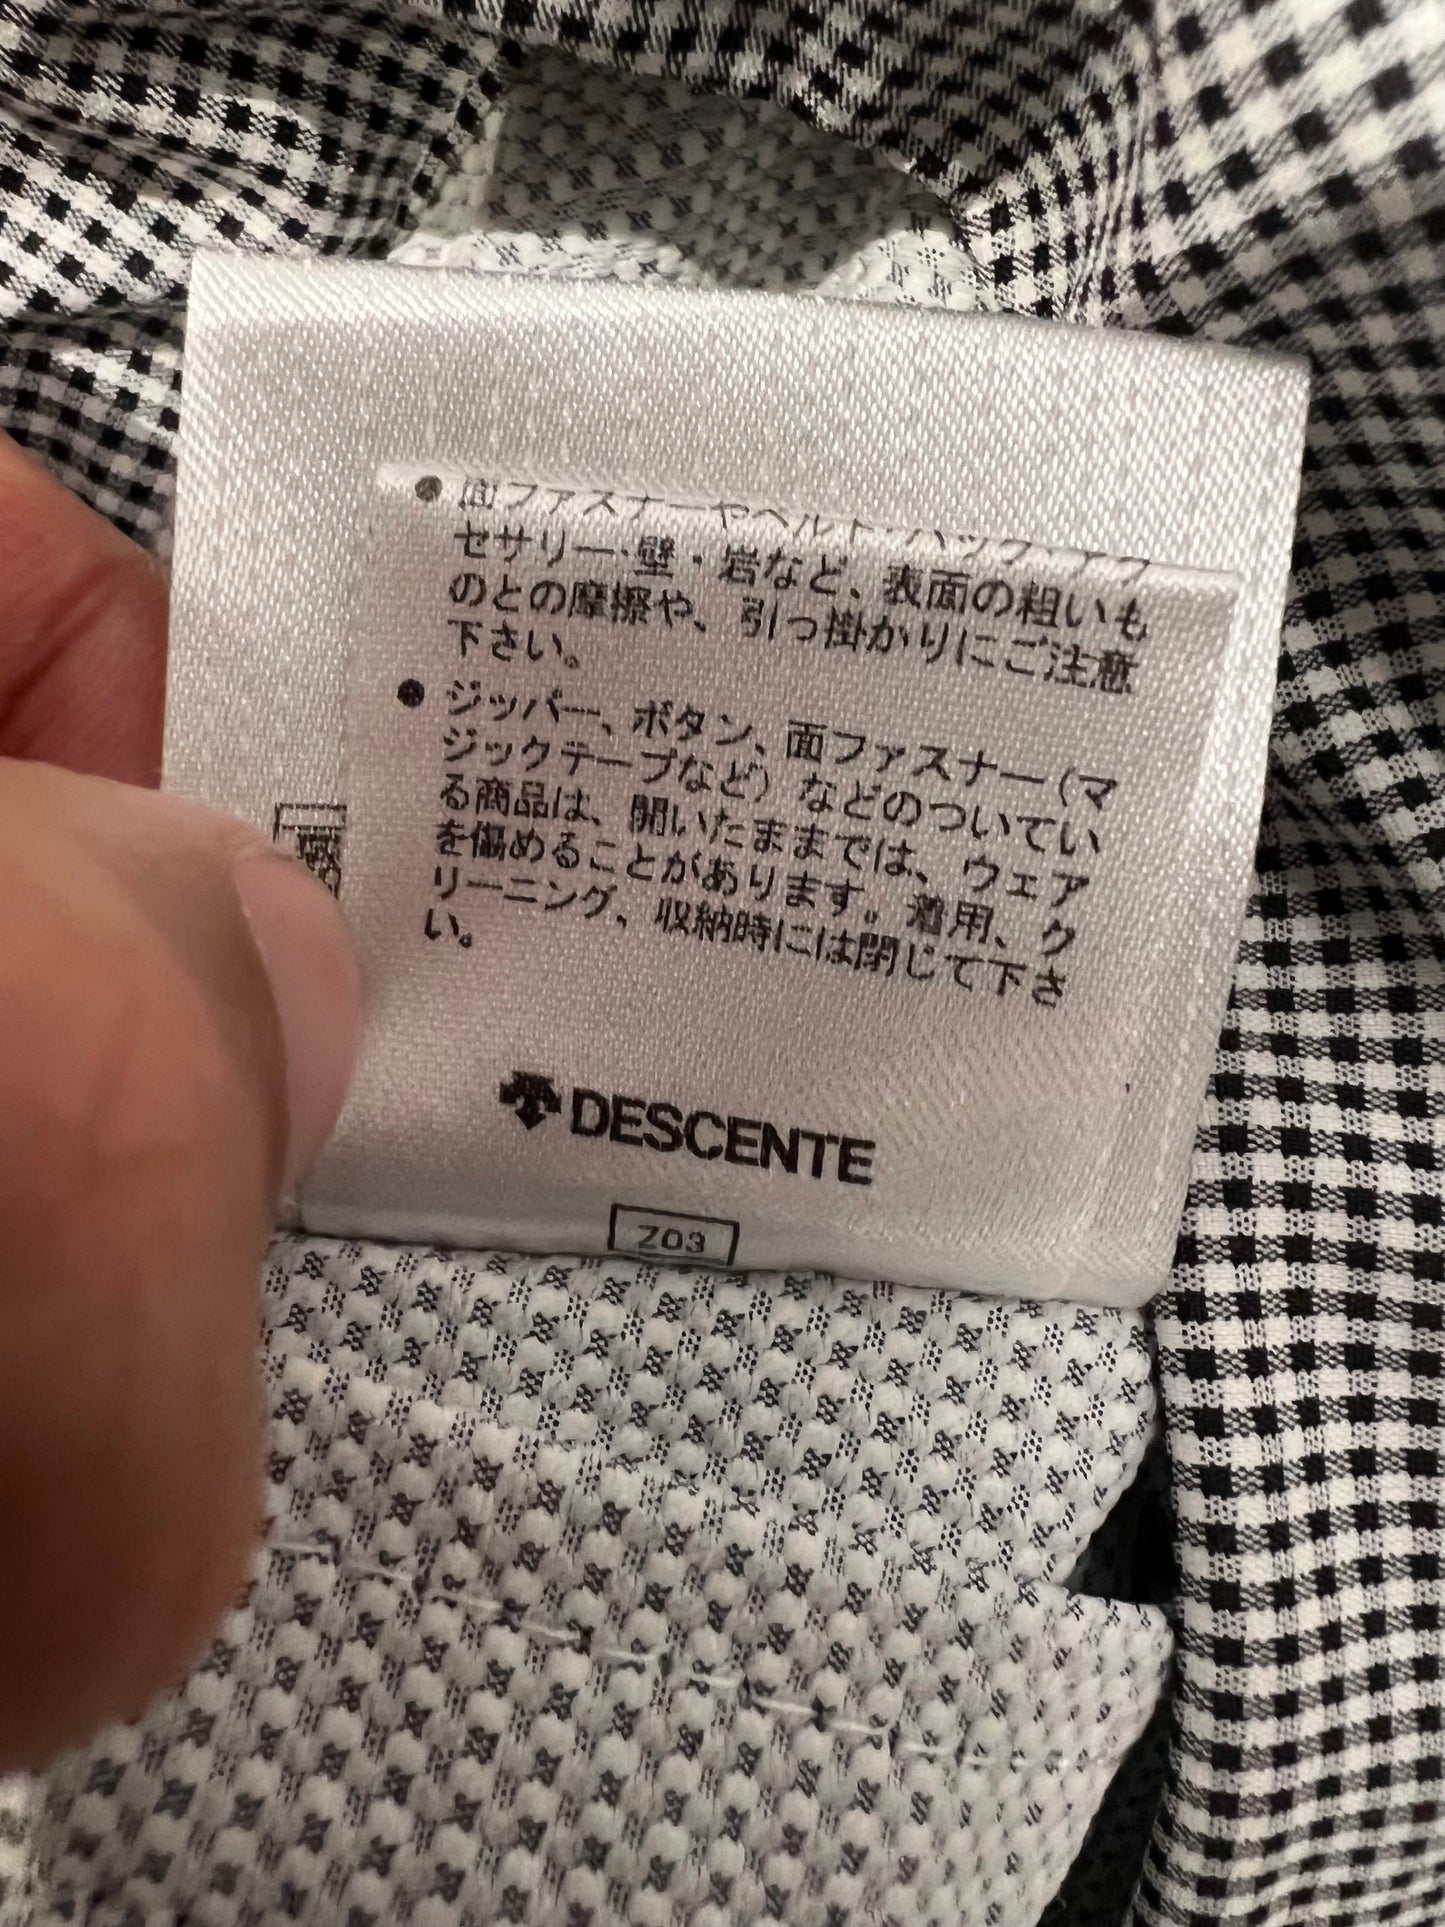 ● 面ファスナーやベルト・バッグ・アク
セサリー・壁・岩など、表面の粗いも
のとの摩擦や、引っ掛かりにご注意
下さい。
● ジッパー、ボタン、面ファスナー(マ
ジックテープなど)などのついてい
る商品は、開いたままでは、ウェア
を傷めることがあります。着用、ク
リーニング、収納時には閉じて下さ
い。
DESCENTE
Z03